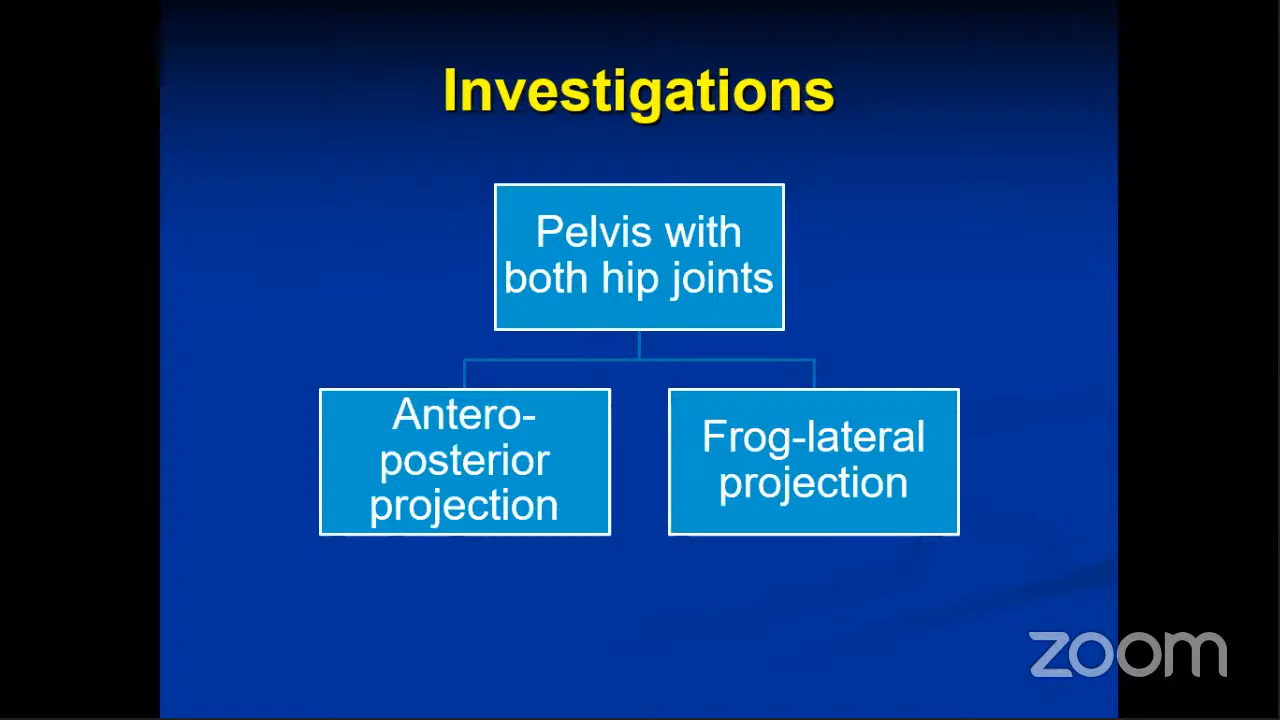 Investigations
Pelvis with
both hip joints
Antero-
posterior
projection
Frog-lateral
projection
zoom